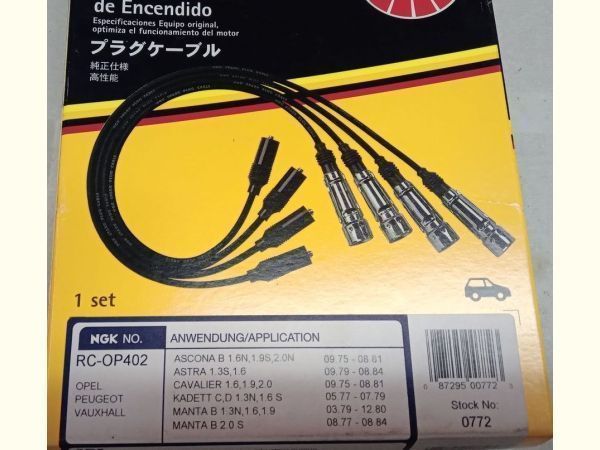 de Encendido
Especificaciones Equipo original,
optimiza el funcionamiento del motor
プラグケーブル
純正仕様
高性能
1 set
NGK NO.
ANWENDUNG/APPLICATION
RC-OP402
OPEL
PEUGEOT
VAUXHALL
ASCONA B 1.6N,1.9S,2.0N 09.75 - 08.81
ASTRA 1.3S,1.6 09.79 - 08.84
CAVALIER 1.6,1.9,2.0 09.75 - 08.81
KADETT C,D 1.3N,1.6 S 05.77 - 07.79
MANTA B 1.3N,1.6,1.9 03.79 - 12.80
MANTA B 2.0 S 08.77 - 08.84
0 87295 00772 3
Stock No:
0772